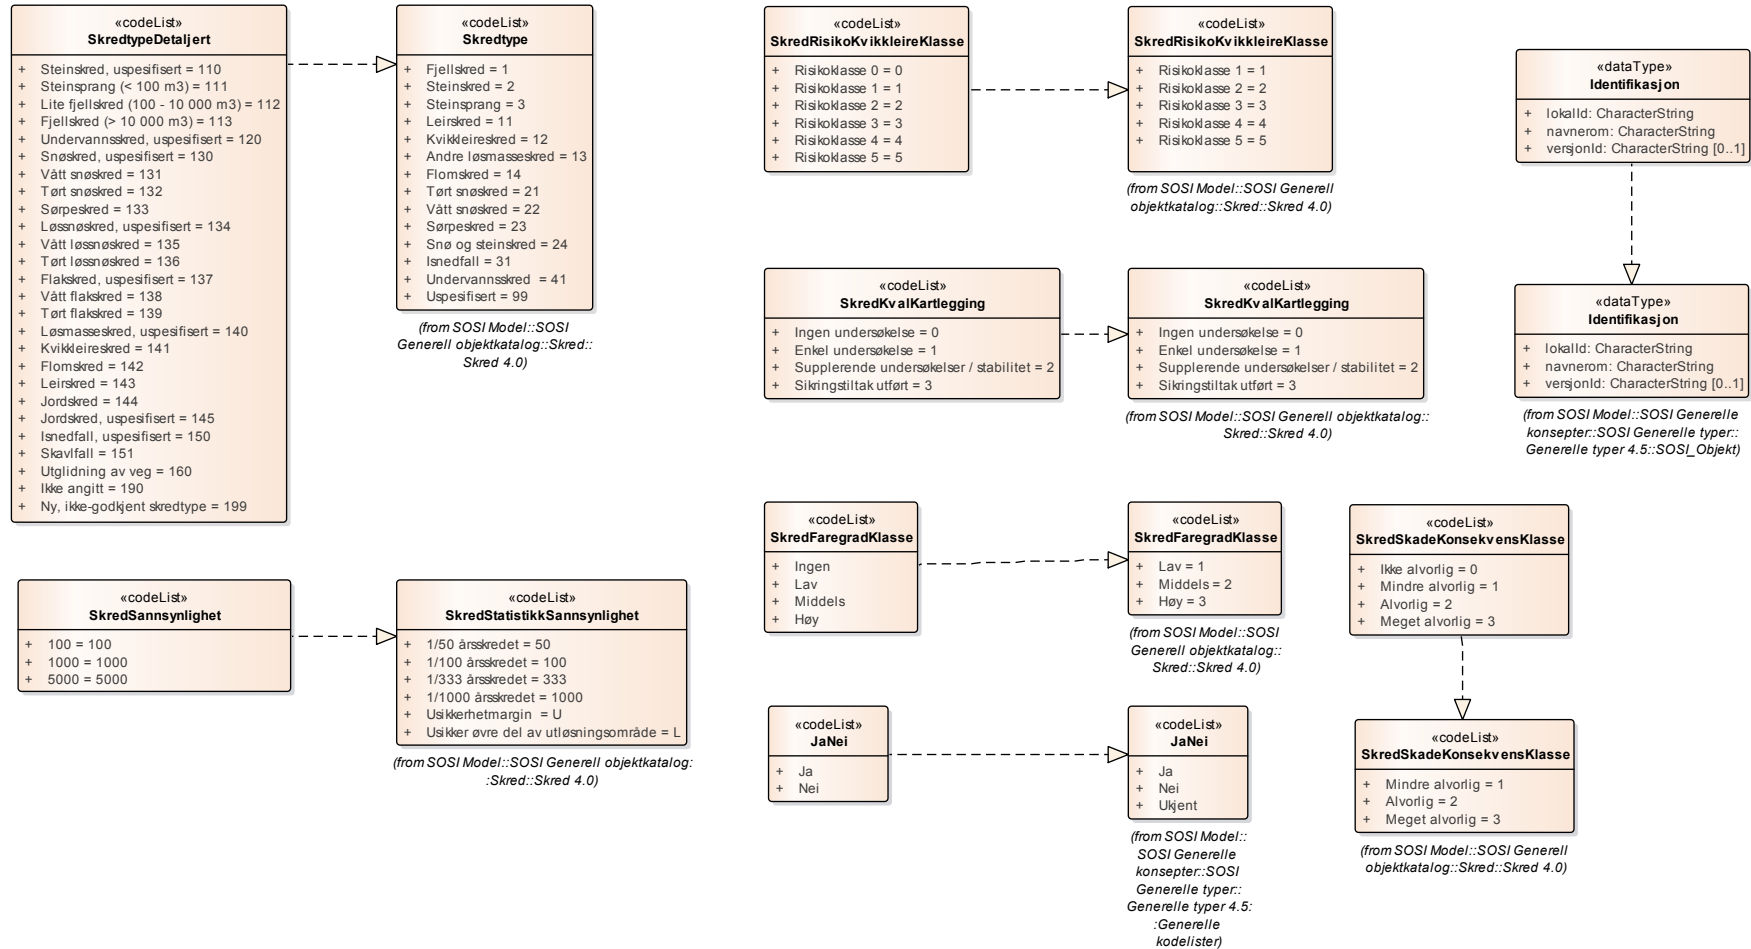 «codeList»
SkredtypeDetaljert
+ Steinskred, uspesifisert = 110
+ Steinsprang (< 100 m3) = 111
+ Lite fjellskred (100 - 10 000 m3) = 112
+ Fjellskred (> 10 000 m3) = 113
+ Undervannsskred, uspesifisert = 120
+ Snøskred, uspesifisert = 130
+ Vått snøskred = 131
+ Tørt snøskred = 132
+ Sørpeskred = 133
+ Løssnøskred, uspesifisert = 134
+ Vått løssnøskred = 135
+ Tørt løssnøskred = 136
+ Flakskred, uspesifisert = 137
+ Vått flakskred = 138
+ Tørt flakskred = 139
+ Løsmasseskred, uspesifisert = 140
+ Kvikkleireskred = 141
+ Flomskred = 142
+ Leirskred = 143
+ Jordskred = 144
+ Jordskred, uspesifisert = 145
+ Isnedfall, uspesifisert = 150
+ Skavlfall = 151
+ Utglidning av veg = 160
+ Ikke angitt = 190
+ Ny, ikke-godkjent skredtype = 199
«codeList»
Skredtype
+ Fjellskred = 1
+ Steinskred = 2
+ Steinsprang = 3
+ Leirskred = 11
+ Kvikkleireskred = 12
+ Andre løsmasseskred = 13
+ Flomskred = 14
+ Tørt snøskred = 21
+ Vått snøskred = 22
+ Sørpeskred = 23
+ Snø og steinskred = 24
+ Isnedfall = 31
+ Undervannsskred = 41
+ Uspesifisert = 99
(from SOSI Model::SOSI
Generell objektkatalog::Skred::
Skred 4.0)
«codeList»
SkredRisikoKvikkleireKlasse
+ Risikoklasse 0 = 0
+ Risikoklasse 1 = 1
+ Risikoklasse 2 = 2
+ Risikoklasse 3 = 3
+ Risikoklasse 4 = 4
+ Risikoklasse 5 = 5
«codeList»
SkredRisikoKvikkleireKlasse
+ Risikoklasse 1 = 1
+ Risikoklasse 2 = 2
+ Risikoklasse 3 = 3
+ Risikoklasse 4 = 4
+ Risikoklasse 5 = 5
(from SOSI Model::SOSI Generell
objektkatalog::Skred::Skred 4.0)
«dataType»
Identifikasjon
+ lokalId: CharacterString
+ navnerom: CharacterString
+ versjonId: CharacterString [0..1]
«codeList»
SkredKvalKartlegging
+ Ingen undersøkelse = 0
+ Enkel undersøkelse = 1
+ Supplerende undersøkelser / stabilitet = 2
+ Sikringstiltak utført = 3
«codeList»
SkredKvalKartlegging
+ Ingen undersøkelse = 0
+ Enkel undersøkelse = 1
+ Supplerende undersøkelser / stabilitet = 2
+ Sikringstiltak utført = 3
(from SOSI Model::SOSI Generell objektkatalog::
Skred::Skred 4.0)
«dataType»
Identifikasjon
+ lokalId: CharacterString
+ navnerom: CharacterString
+ versjonId: CharacterString [0..1]
(from SOSI Model::SOSI Generelle
konsepter::SOSI Generelle typer::
Generelle typer 4.5::SOSI_Objekt)
«codeList»
SkredSannsynlighet
+ 100 = 100
+ 1000 = 1000
+ 5000 = 5000
«codeList»
SkredStatistikkSannsynlighet
+ 1/50 årsskredet = 50
+ 1/100 årsskredet = 100
+ 1/333 årsskredet = 333
+ 1/1000 årsskredet = 1000
+ Usikkerhetmargin = U
+ Usikker øvre del av utløsningsområde = L
(from SOSI Model::SOSI Generell objektkatalog:
:Skred::Skred 4.0)
«codeList»
SkredFaregradKlasse
+ Ingen
+ Lav
+ Middels
+ Høy
«codeList»
SkredFaregradKlasse
+ Lav = 1
+ Middels = 2
+ Høy = 3
(from SOSI Model::SOSI
Generell objektkatalog::
Skred::Skred 4.0)
«codeList»
SkredSkadeKonsekvensKlasse
+ Ikke alvorlig = 0
+ Mindre alvorlig = 1
+ Alvorlig = 2
+ Meget alvorlig = 3
«codeList»
JaNei
+ Ja
+ Nei
«codeList»
JaNei
+ Ja
+ Nei
+ Ukjent
(from SOSI Model::
SOSI Generelle
konsepter::SOSI
Generelle typer::
Generelle typer 4.5:
:Generelle
kodelister)
«codeList»
SkredSkadeKonsekvensKlasse
+ Mindre alvorlig = 1
+ Alvorlig = 2
+ Meget alvorlig = 3
(from SOSI Model::SOSI Generell
objektkatalog::Skred::Skred 4.0)